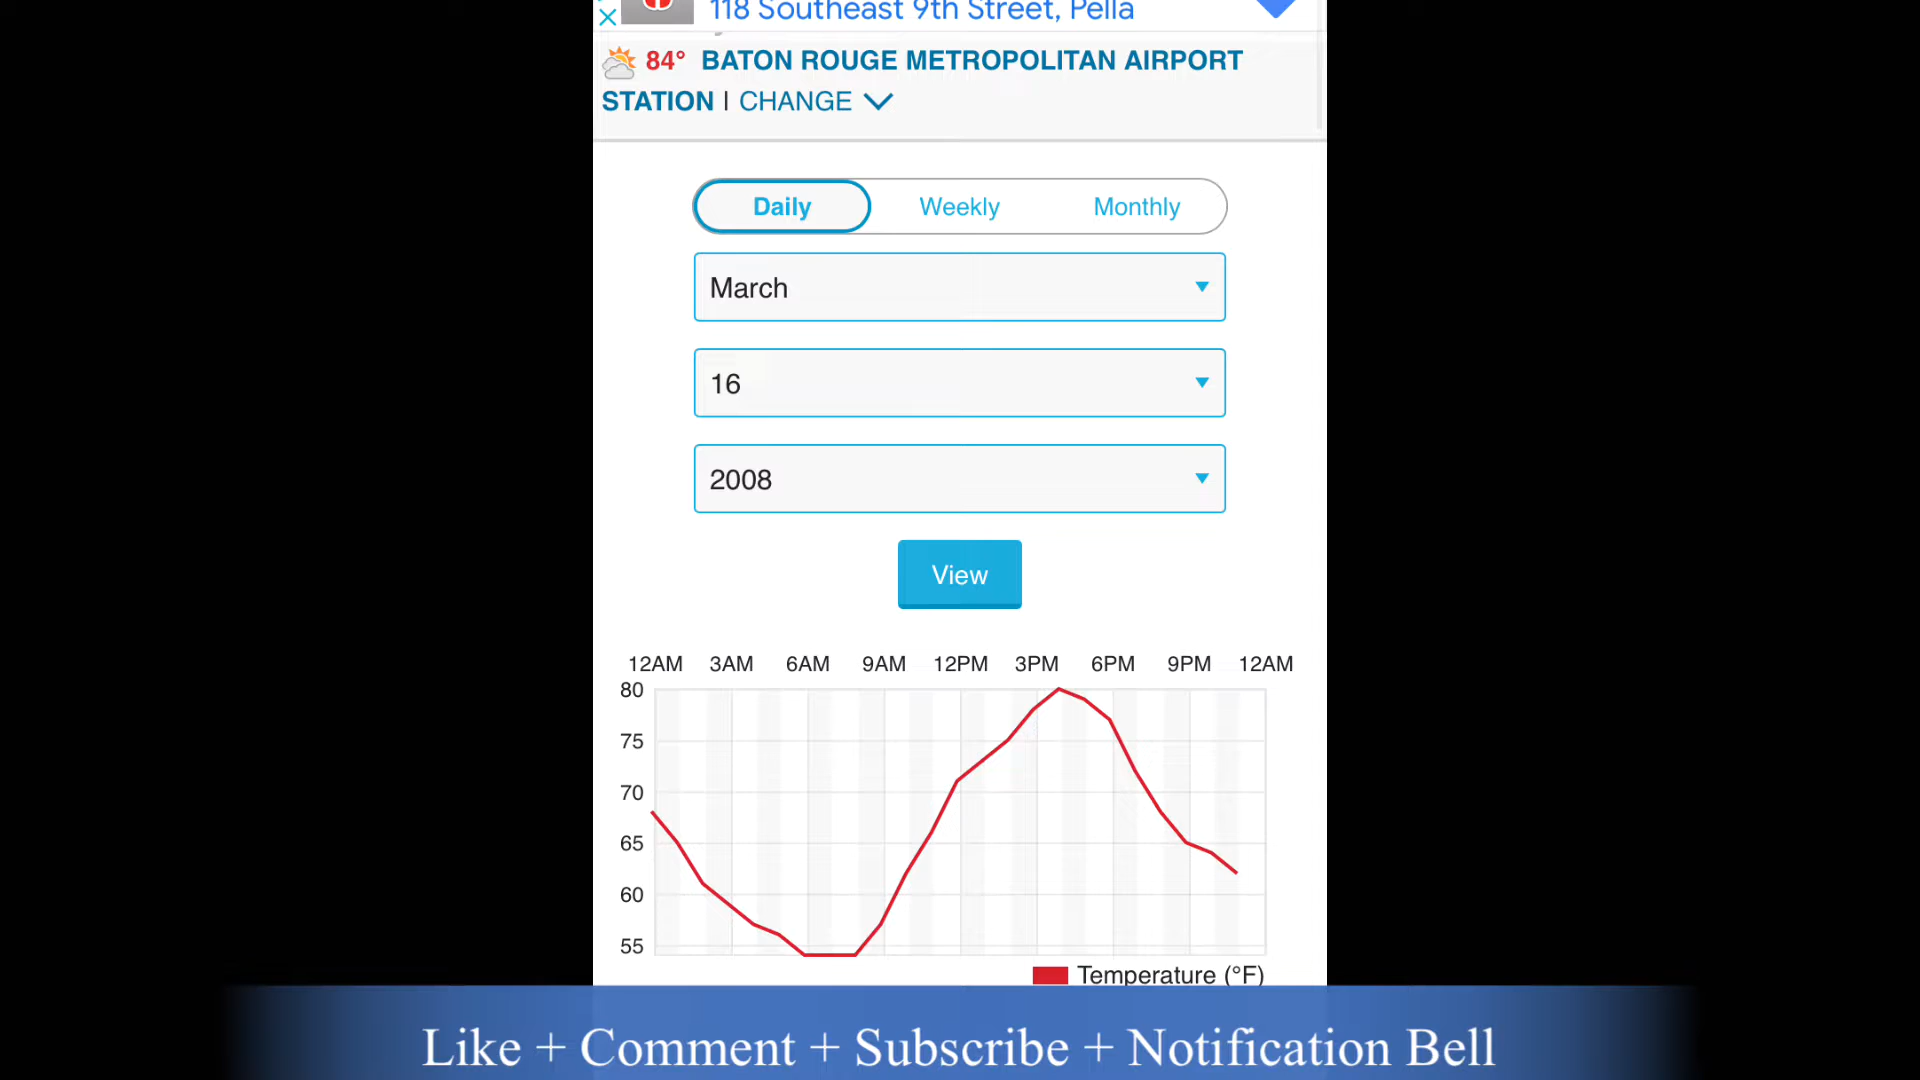 118 Southeast 9th Street, Pella
84° BATON ROUGE METROPOLITAN AIRPORT
STATION | CHANGE
Daily Weekly Monthly
March
16
2008
View
12AM 3AM 6AM 9AM 12PM 3PM 6PM 9PM 12AM
80
75
70
65
60
55
Temperature (°F)
Like + Comment + Subscribe + Notification Bell